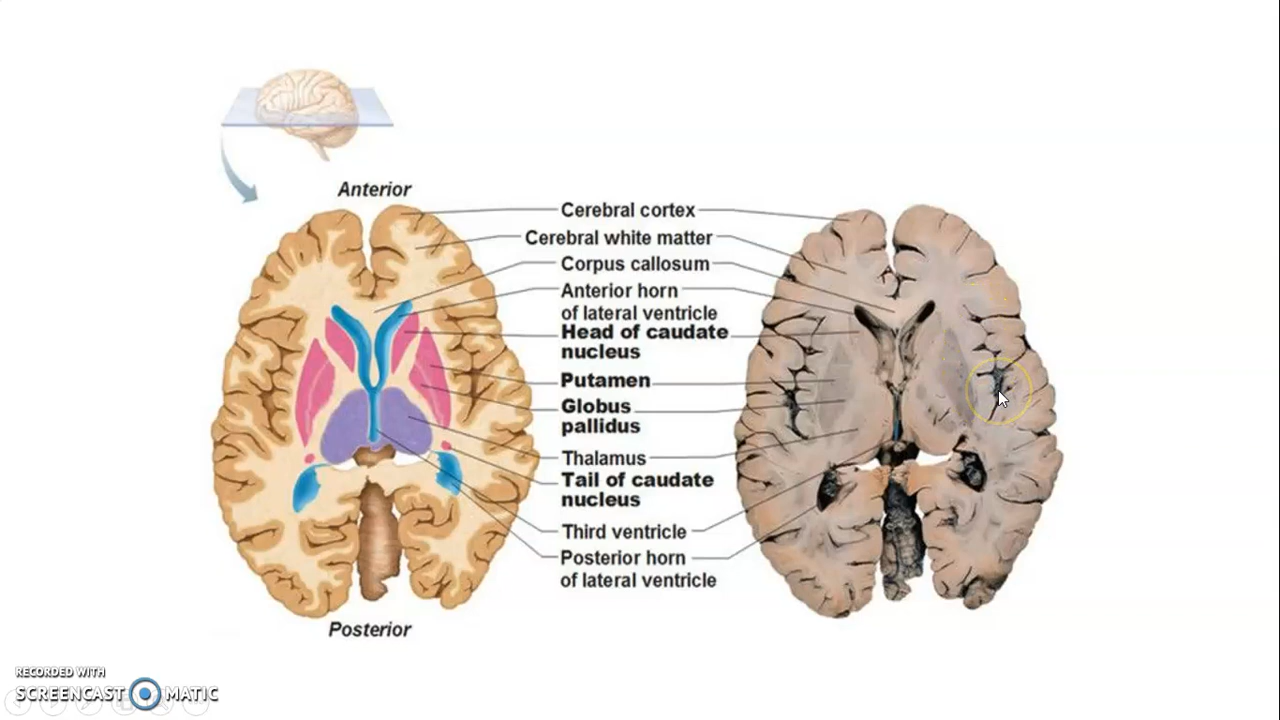 Anterior
Cerebral cortex
Cerebral white matter
Corpus callosum
Anterior horn
of lateral ventricle
Head of caudate
nucleus
Putamen
Globus
pallidus
Thalamus
Tail of caudate
nucleus
Third ventricle
Posterior horn
of lateral ventricle
Posterior
RECORDED WITH
SCREENCAST MATIC